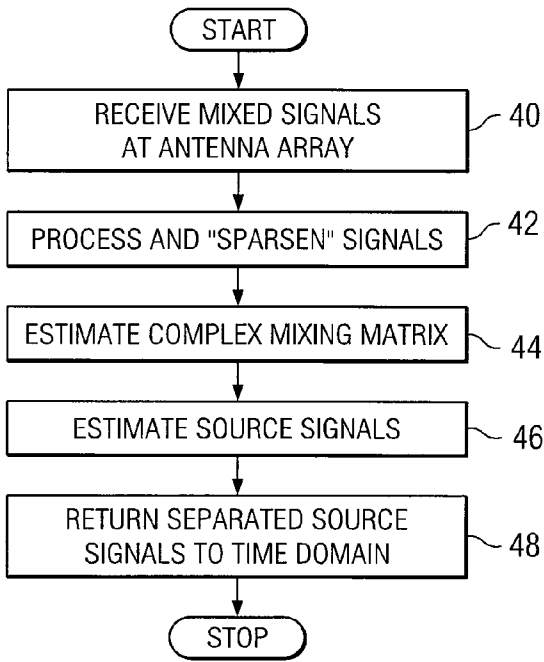 START
RECEIVE MIXED SIGNALS
AT ANTENNA ARRAY
40
PROCESS AND "SPARSEN" SIGNALS
42
ESTIMATE COMPLEX MIXING MATRIX
44
ESTIMATE SOURCE SIGNALS
46
RETURN SEPARATED SOURCE
SIGNALS TO TIME DOMAIN
48
STOP